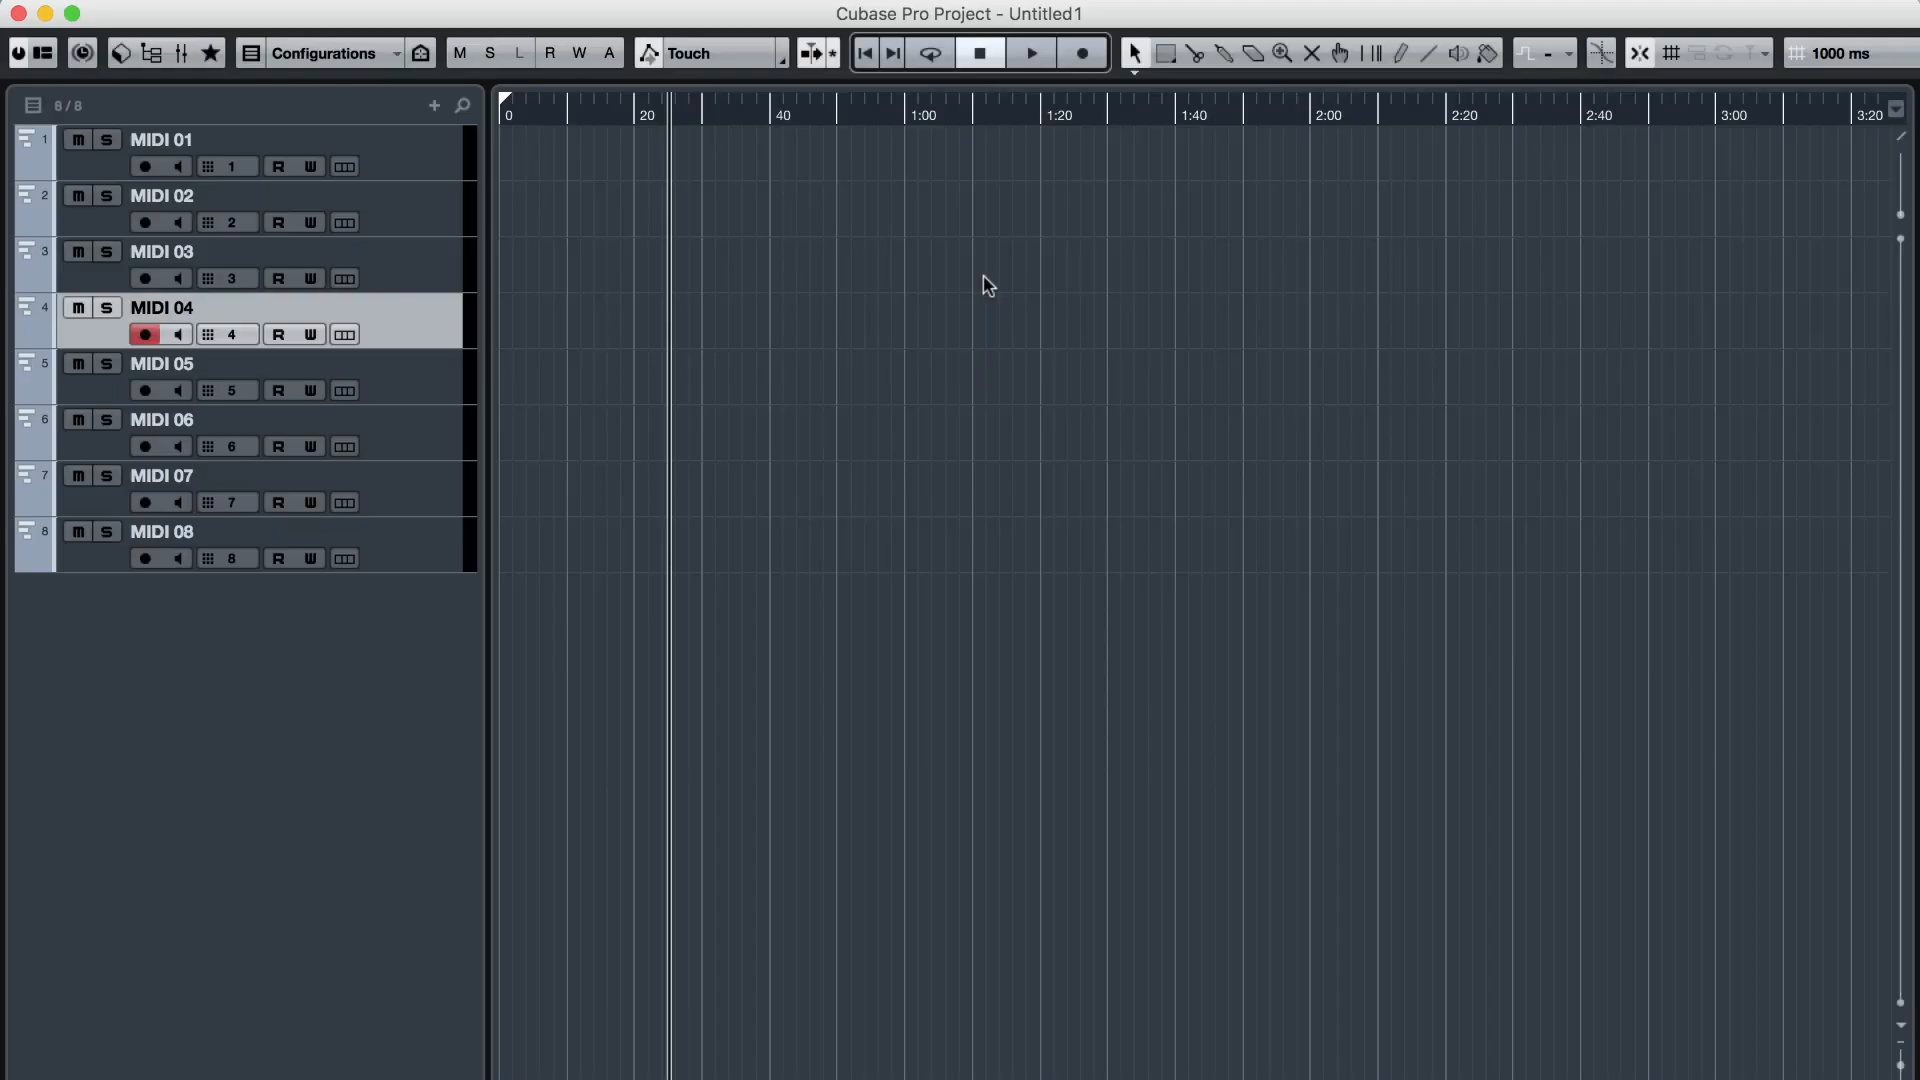 Cubase Pro Project - Untitled1
Configurations
M S L R W A
Touch
1000 ms
8/8
0 20 40 1:00 1:20 1:40 2:00 2:20 2:40 3:00 3:20
1 m S MIDI 01
1 R W
2 m S MIDI 02
2 R W
3 m S MIDI 03
3 R W
4 m S MIDI 04
4 R W
5 m S MIDI 05
5 R W
6 m S MIDI 06
6 R W
7 m S MIDI 07
7 R W
8 m S MIDI 08
8 R W